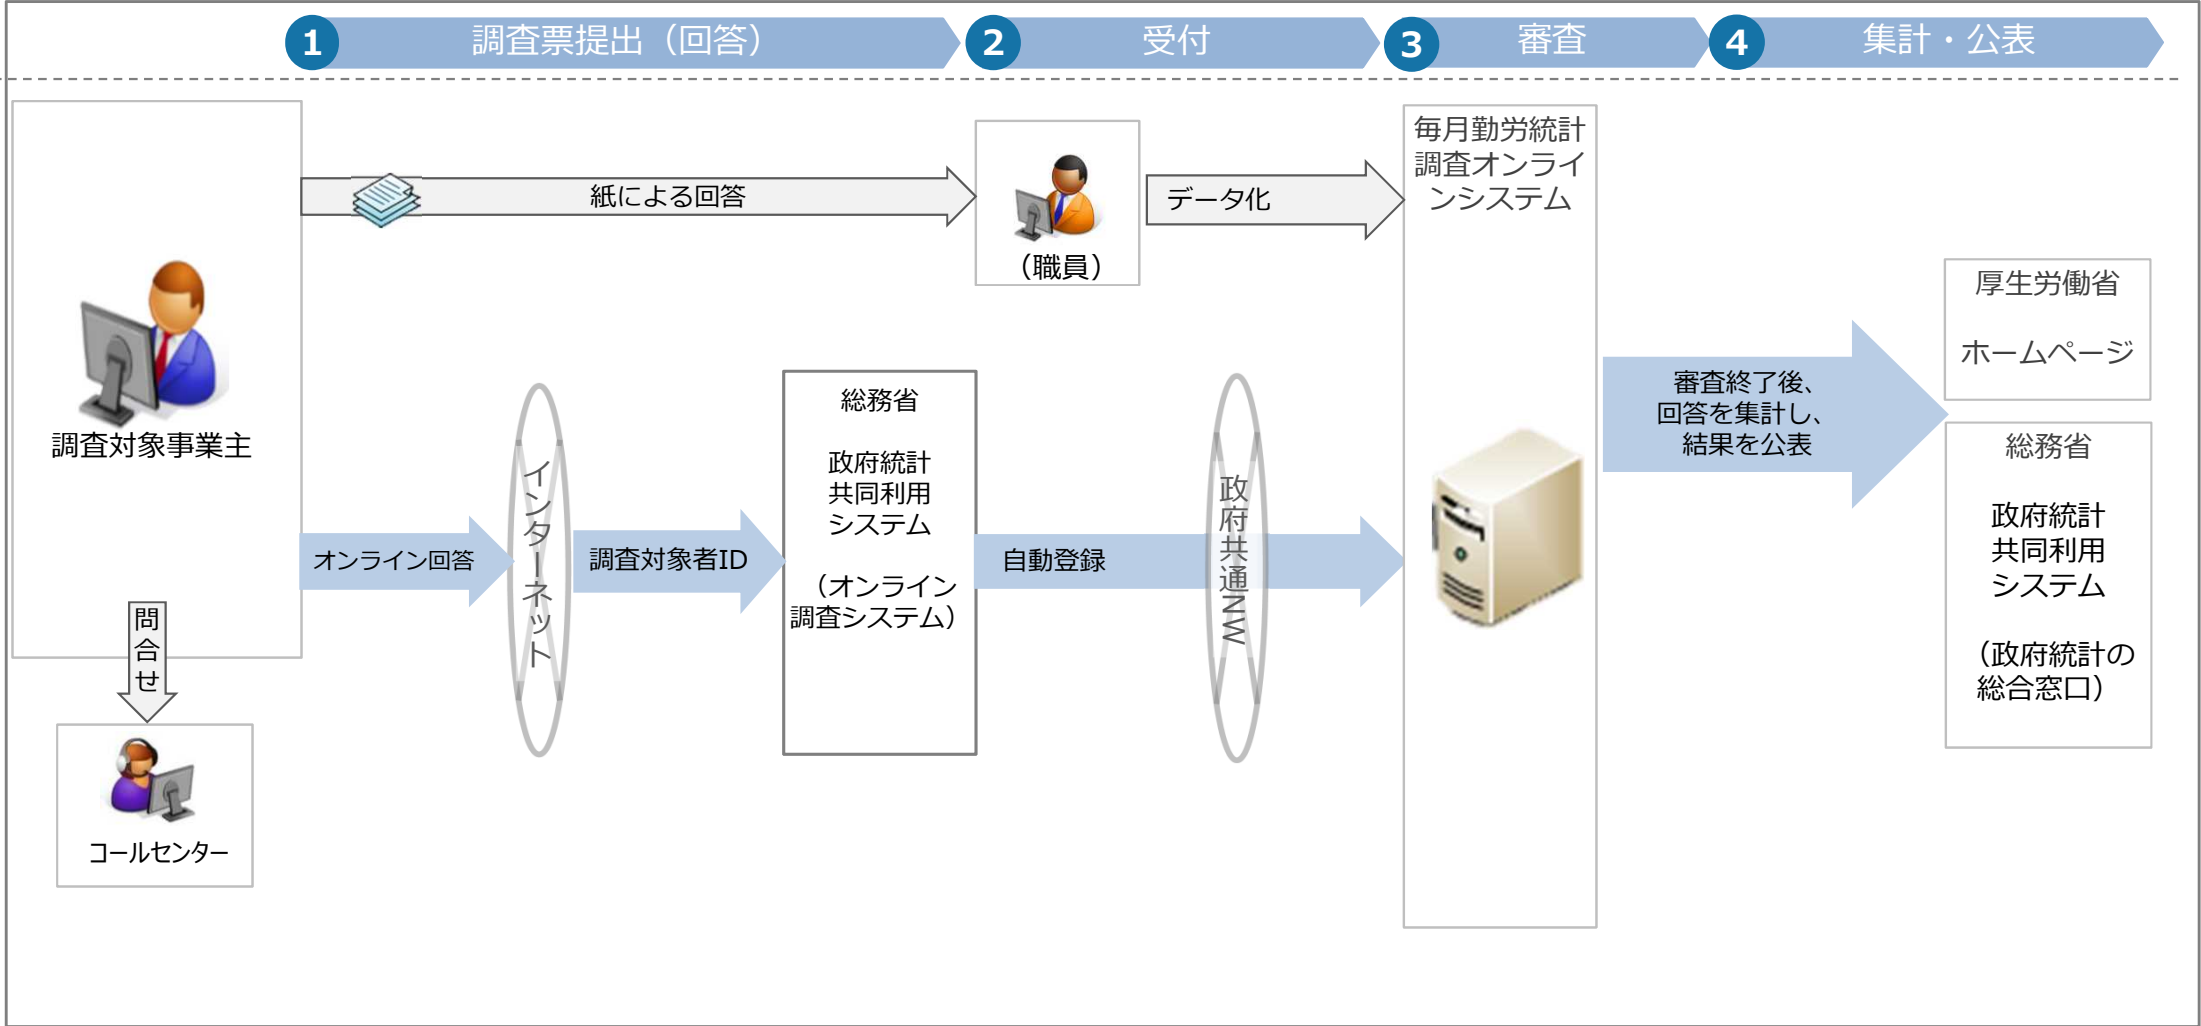 1 調査票提出（回答）
2 受付
3 審査
4 集計・公表
調査対象事業主
紙による回答
（職員）
データ化
毎月勤労統計
調査オンライ
ンシステム
オンライン回答
インターネット
調査対象者ID
総務省
政府統計
共同利用
システム
（オンライン
調査システム）
自動登録
政府共通NW
審査終了後、
回答を集計し、
結果を公表
厚生労働省
ホームページ
総務省
政府統計
共同利用
システム
（政府統計の
総合窓口）
問合せ
コールセンター